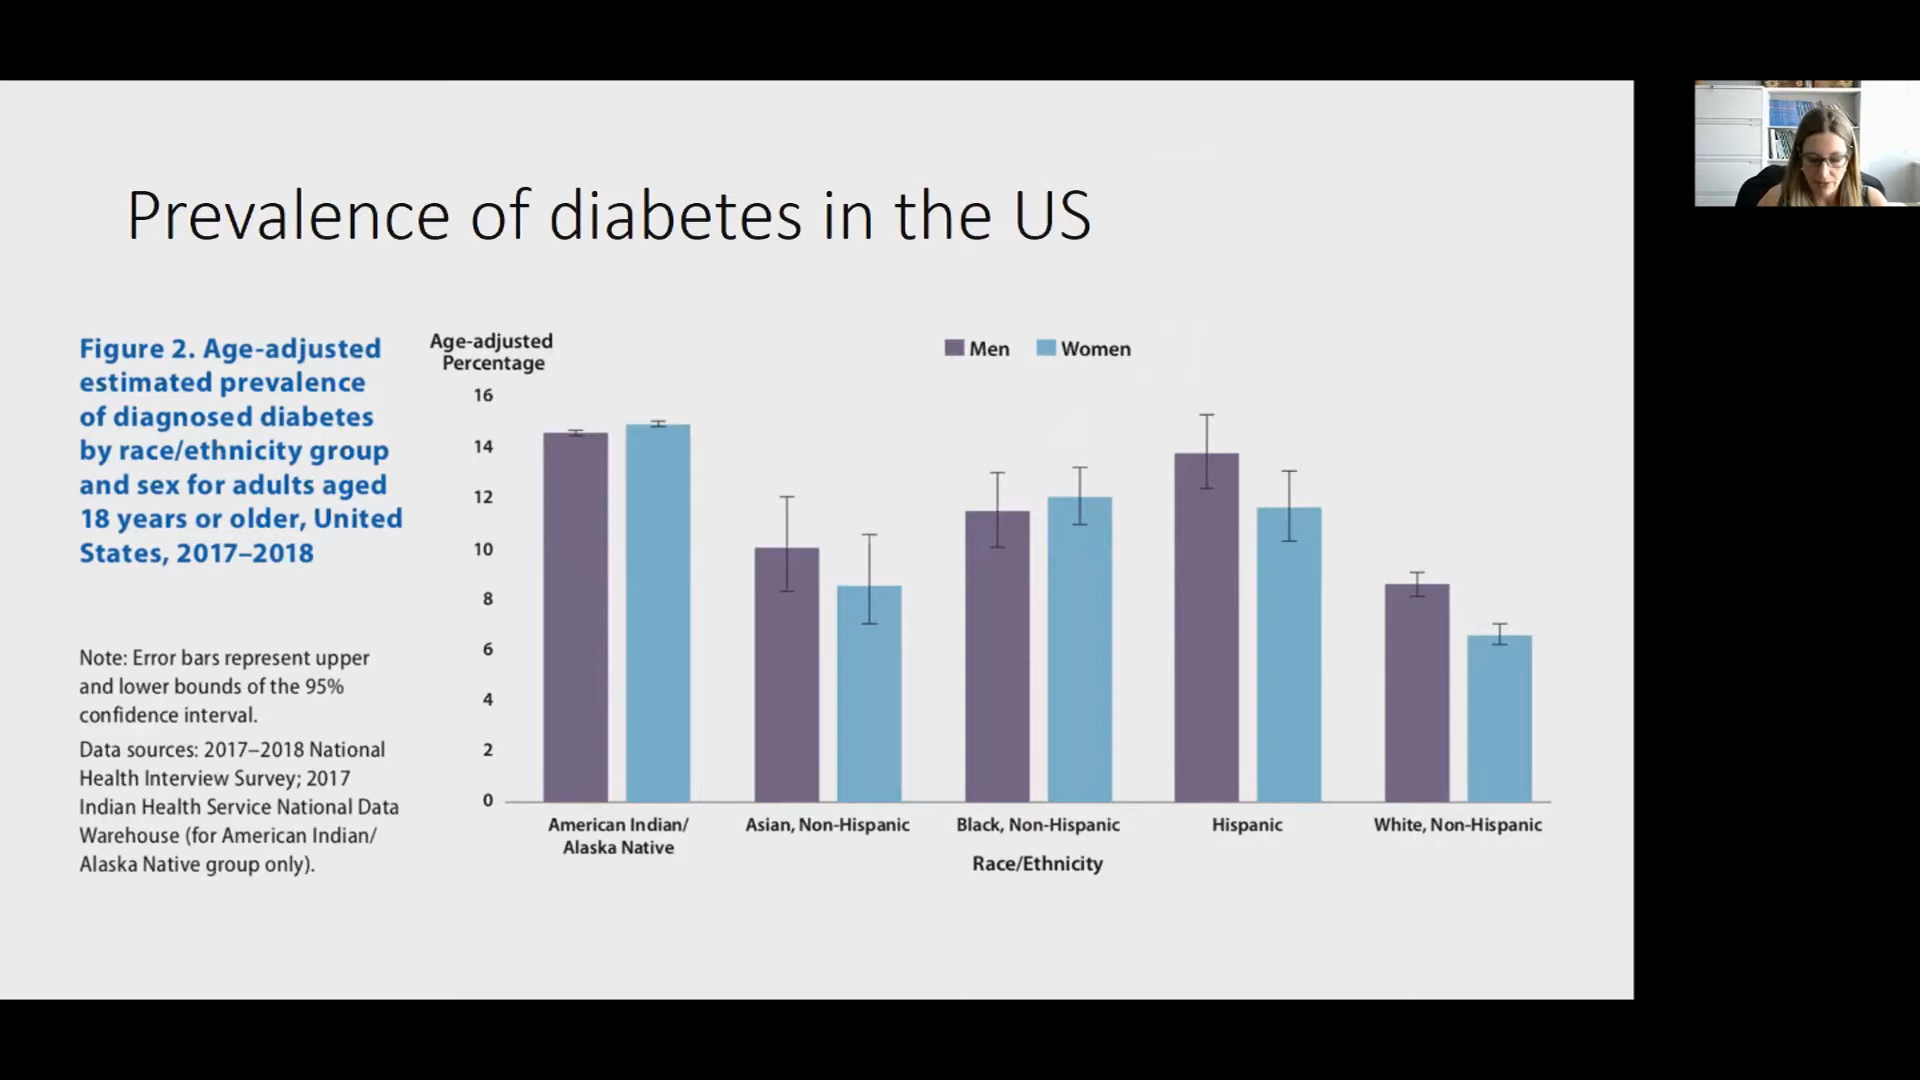 Prevalence of diabetes in the US
Figure 2. Age-adjusted
estimated prevalence
of diagnosed diabetes
by race/ethnicity group
and sex for adults aged
18 years or older, United
States, 2017–2018
Note: Error bars represent upper
and lower bounds of the 95%
confidence interval.
Data sources: 2017–2018 National
Health Interview Survey; 2017
Indian Health Service National Data
Warehouse (for American Indian/
Alaska Native group only).
Age-adjusted
Percentage
Men Women
16
14
12
10
8
6
4
2
0
American Indian/
Alaska Native
Asian, Non-Hispanic
Black, Non-Hispanic
Hispanic
White, Non-Hispanic
Race/Ethnicity